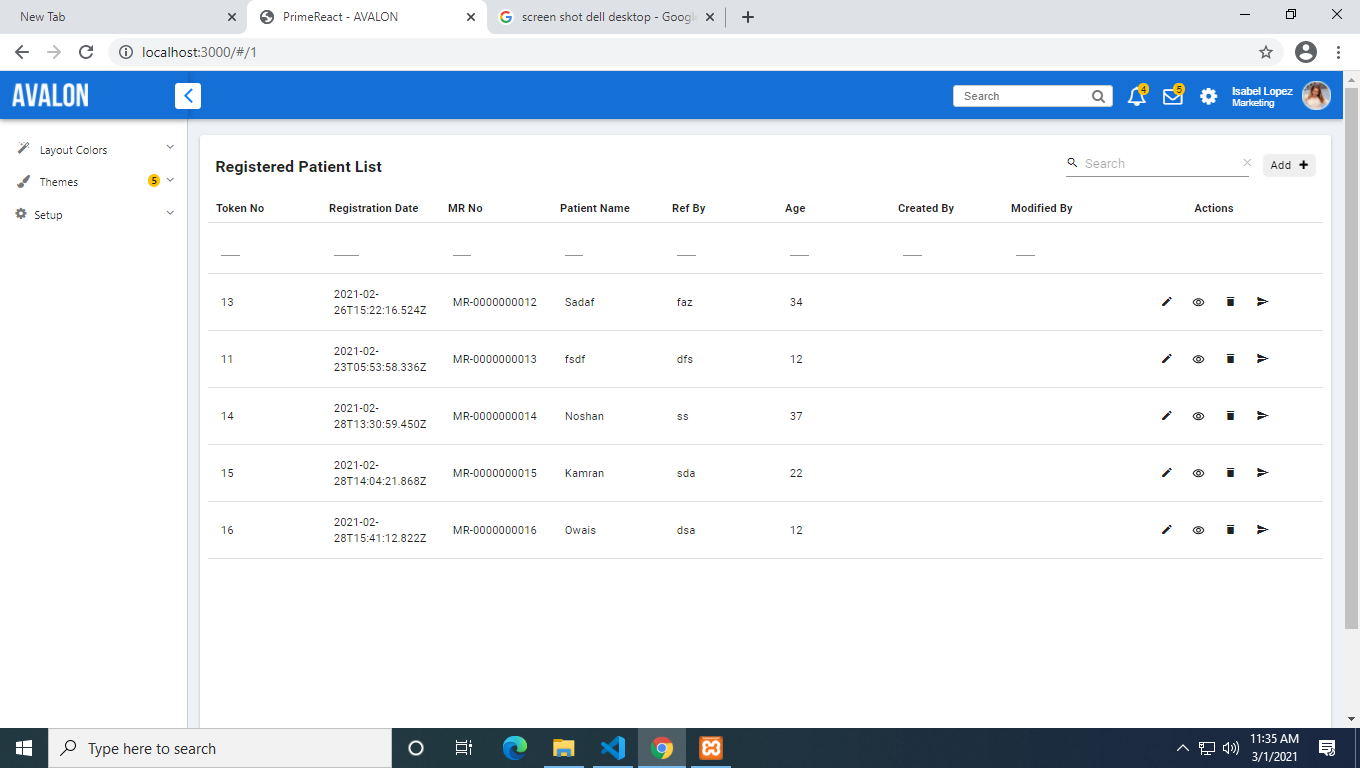 New Tab
PrimeReact - AVALON
screen shot dell desktop - Googl
localhost:3000/#/1
AVALON
Search
4
5
Isabel Lopez
Marketing
Layout Colors
Themes
5
Setup
Registered Patient List
Search
Add
Token No Registration Date MR No Patient Name Ref By Age Created By Modified By Actions
13 2021-02-26T15:22:16.524Z MR-0000000012 Sadaf faz 34
11 2021-02-23T05:53:58.336Z MR-0000000013 fsdf dfs 12
14 2021-02-28T13:30:59.450Z MR-0000000014 Noshan ss 37
15 2021-02-28T14:04:21.868Z MR-0000000015 Kamran sda 22
16 2021-02-28T15:41:12.822Z MR-0000000016 Owais dsa 12
Type here to search
11:35 AM
3/1/2021